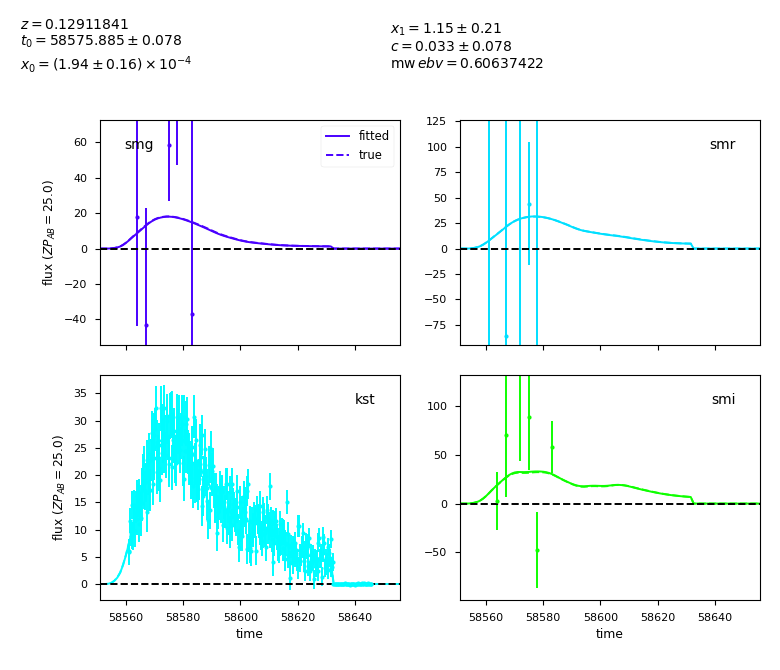 z = 0.12911841
t0 = 58575.885 ± 0.078
x0 = (1.94 ± 0.16) × 10^−4
x1 = 1.15 ± 0.21
c = 0.033 ± 0.078
mw ebv = 0.60637422
smg
fitted
true
60
40
20
0
−20
−40
flux (ZP_AB = 25.0)
smr
125
100
75
50
25
0
−25
−50
−75
kst
35
30
25
20
15
10
5
0
flux (ZP_AB = 25.0)
58560 58580 58600 58620 58640
time
smi
100
50
0
−50
58560 58580 58600 58620 58640
time